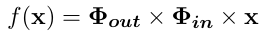 f(x) = Φ_out × Φ_in × x